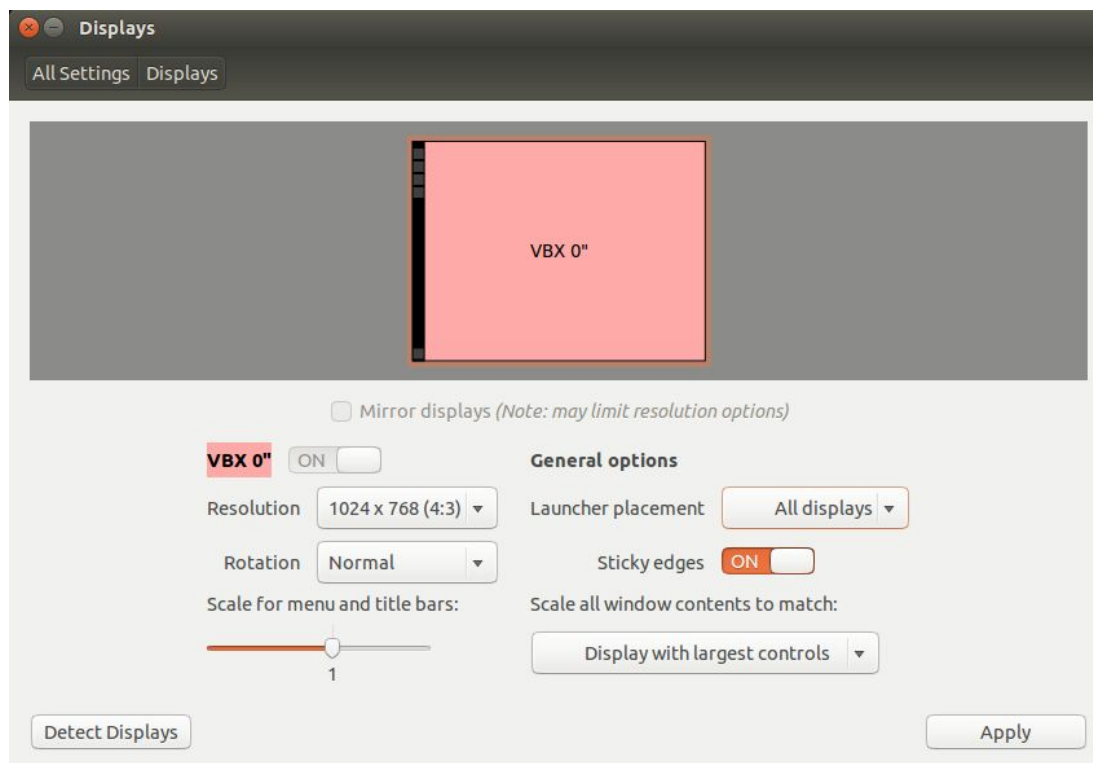 Displays
All Settings Displays
VBX 0"
Mirror displays (Note: may limit resolution options)
VBX 0" ON General options
Resolution 1024 x 768 (4:3) Launcher placement All displays
Rotation Normal Sticky edges ON
Scale for menu and title bars: Scale all window contents to match:
Display with largest controls
1
Detect Displays Apply